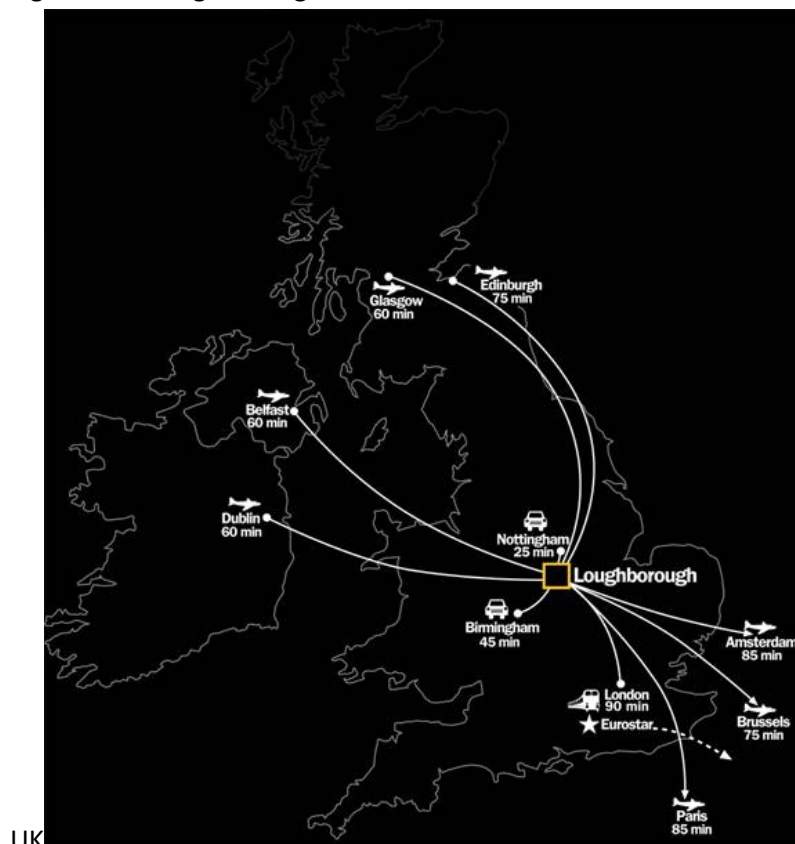 Glasgow
60 min
Edinburgh
75 min
Belfast
60 min
Dublin
60 min
Nottingham
25 min
Loughborough
Birmingham
45 min
Amsterdam
85 min
London
90 min
Eurostar
Brussels
75 min
Paris
85 min
UK